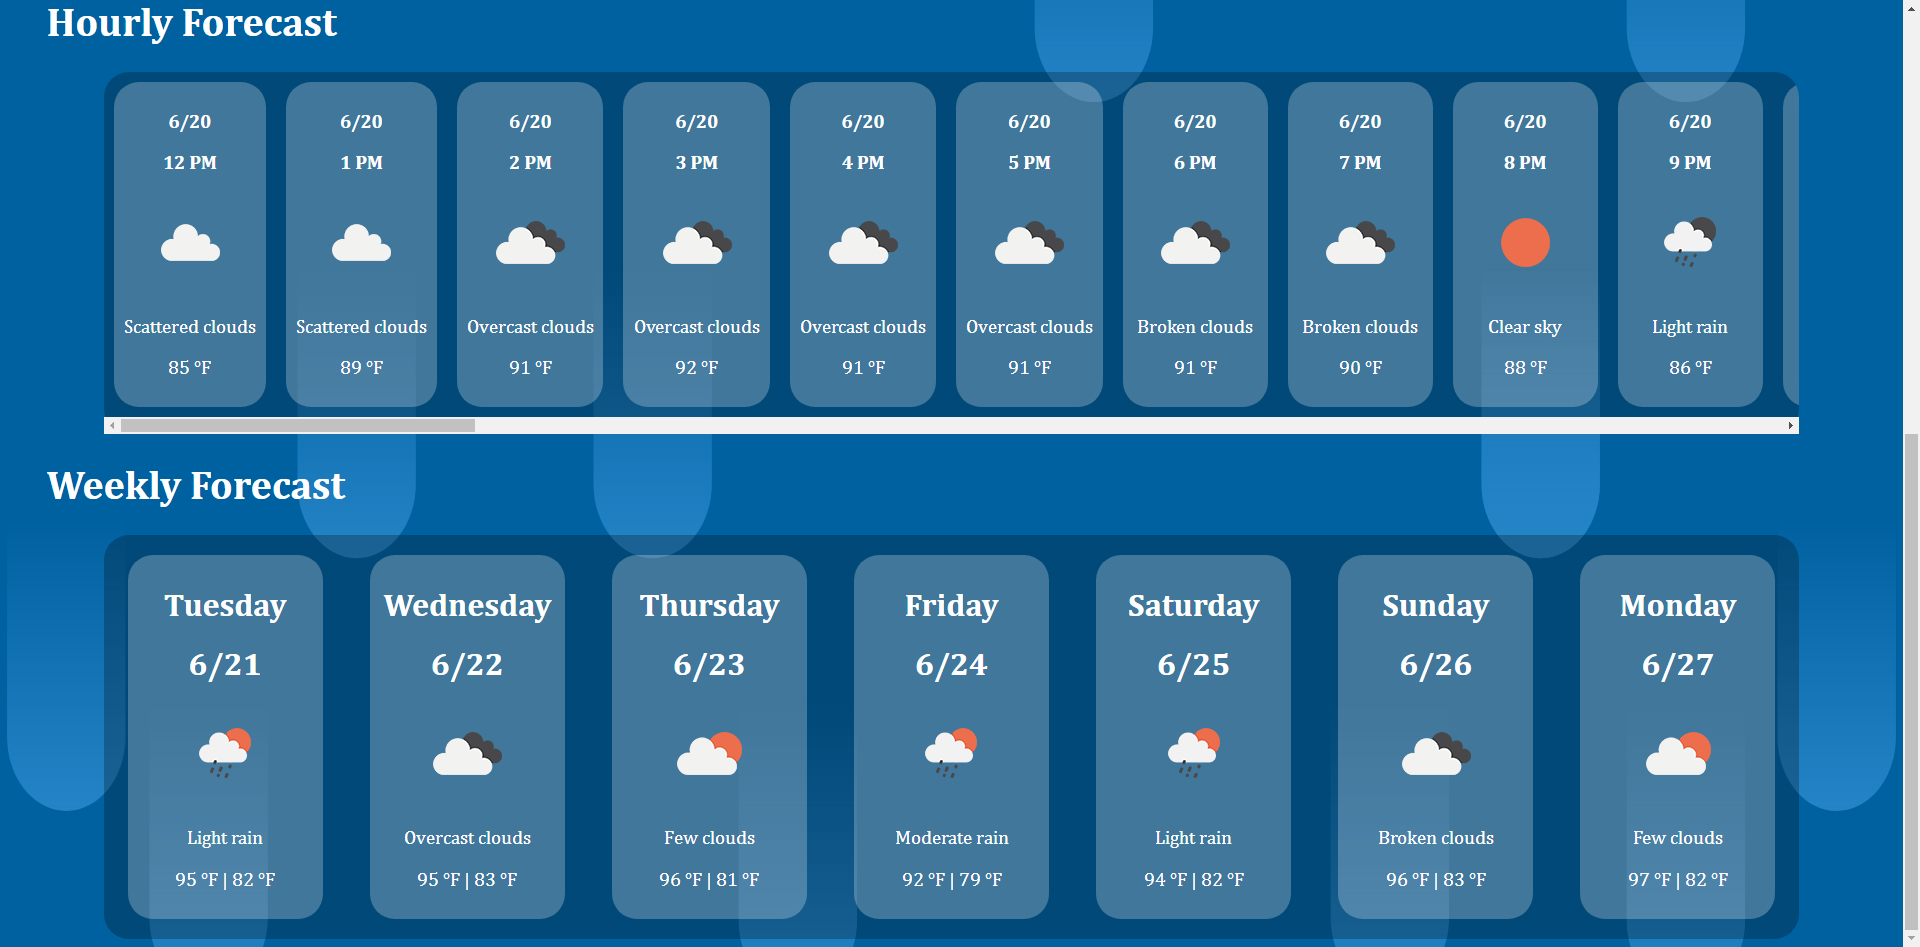 Hourly Forecast
6/20
12 PM
Scattered clouds
85 °F
6/20
1 PM
Scattered clouds
89 °F
6/20
2 PM
Overcast clouds
91 °F
6/20
3 PM
Overcast clouds
92 °F
6/20
4 PM
Overcast clouds
91 °F
6/20
5 PM
Overcast clouds
91 °F
6/20
6 PM
Broken clouds
91 °F
6/20
7 PM
Broken clouds
90 °F
6/20
8 PM
Clear sky
88 °F
6/20
9 PM
Light rain
86 °F
Weekly Forecast
Tuesday
6/21
Light rain
95 °F | 82 °F
Wednesday
6/22
Overcast clouds
95 °F | 83 °F
Thursday
6/23
Few clouds
96 °F | 81 °F
Friday
6/24
Moderate rain
92 °F | 79 °F
Saturday
6/25
Light rain
94 °F | 82 °F
Sunday
6/26
Broken clouds
96 °F | 83 °F
Monday
6/27
Few clouds
97 °F | 82 °F